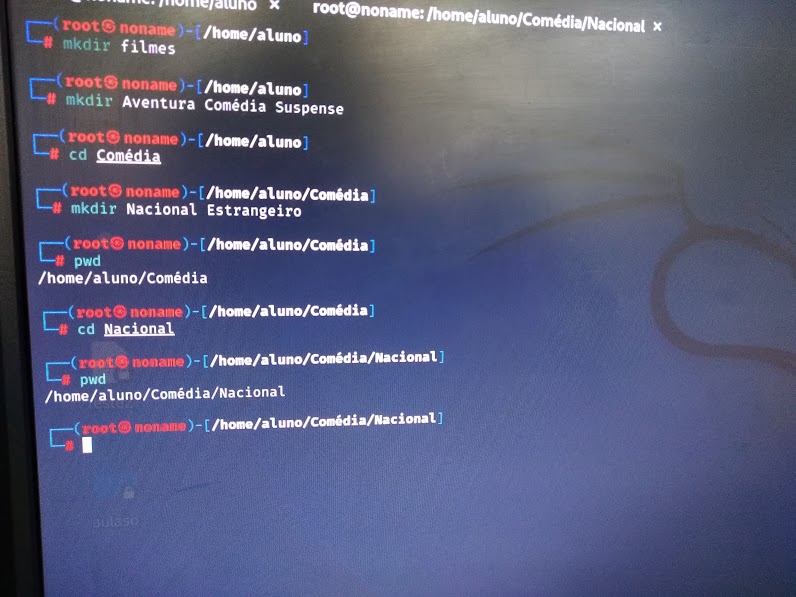 noname: /home/aluno ×
root@noname: /home/aluno/Comédia/Nacional ×
┌──(root㉿noname)-[/home/aluno]
└─# mkdir filmes
┌──(root㉿noname)-[/home/aluno]
└─# mkdir Aventura Comédia Suspense
┌──(root㉿noname)-[/home/aluno]
└─# cd Comédia
┌──(root㉿noname)-[/home/aluno/Comédia]
└─# mkdir Nacional Estrangeiro
┌──(root㉿noname)-[/home/aluno/Comédia]
└─# pwd
/home/aluno/Comédia
┌──(root㉿noname)-[/home/aluno/Comédia]
└─# cd Nacional
┌──(root㉿noname)-[/home/aluno/Comédia/Nacional]
└─# pwd
/home/aluno/Comédia/Nacional
┌──(root㉿noname)-[/home/aluno/Comédia/Nacional]
└─#
aulaso